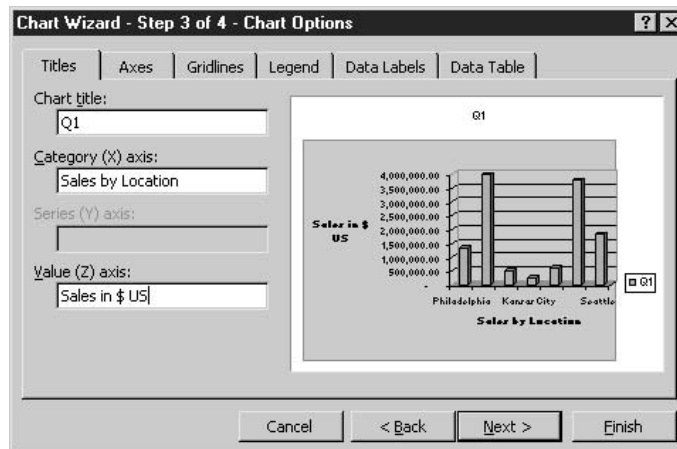 Chart Wizard - Step 3 of 4 - Chart Options
Titles Axes Gridlines Legend Data Labels Data Table
Chart title:
Q1
Category (X) axis:
Sales by Location
Series (Y) axis:
Value (Z) axis:
Sales in $ US
Q1
4,000,000.00
3,500,000.00
3,000,000.00
2,500,000.00
2,000,000.00
1,500,000.00
1,000,000.00
500,000.00
-
Sales in $
US
Philadelphia Kansas City Seattle
Sales by Location
Q1
Cancel < Back Next > Finish